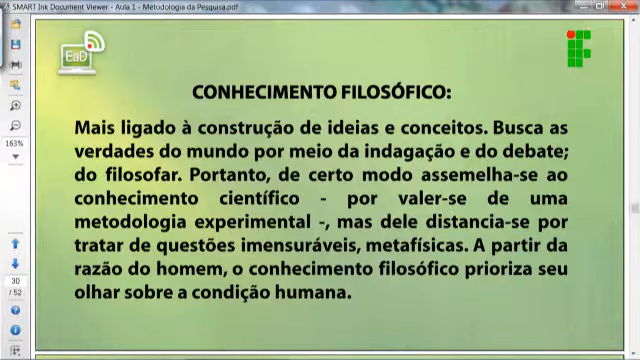 SMART Ink Document Viewer - Aula 1 - Metodologia da Pesquisa.pdf
EaD
CONHECIMENTO FILOSÓFICO:
Mais ligado à construção de ideias e conceitos. Busca as
verdades do mundo por meio da indagação e do debate;
do filosofar. Portanto, de certo modo assemelha-se ao
conhecimento científico - por valer-se de uma
metodologia experimental -, mas dele distancia-se por
tratar de questões imensuráveis, metafísicas. A partir da
razão do homem, o conhecimento filosófico prioriza seu
olhar sobre a condição humana.
163%
30
/ 52